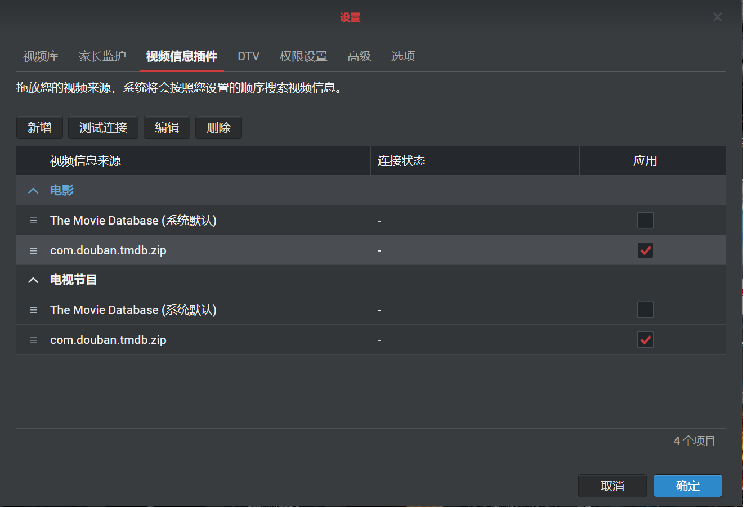 设置
视频库 家长监护 视频信息插件 DTV 权限设置 高级 选项
拖放您的视频来源，系统将会按照您设置的顺序搜索视频信息。
新增 测试连接 编辑 删除
视频信息来源 连接状态 应用
电影
The Movie Database (系统默认) -
com.douban.tmdb.zip -
电视节目
The Movie Database (系统默认) -
com.douban.tmdb.zip -
4 个项目
取消 确定